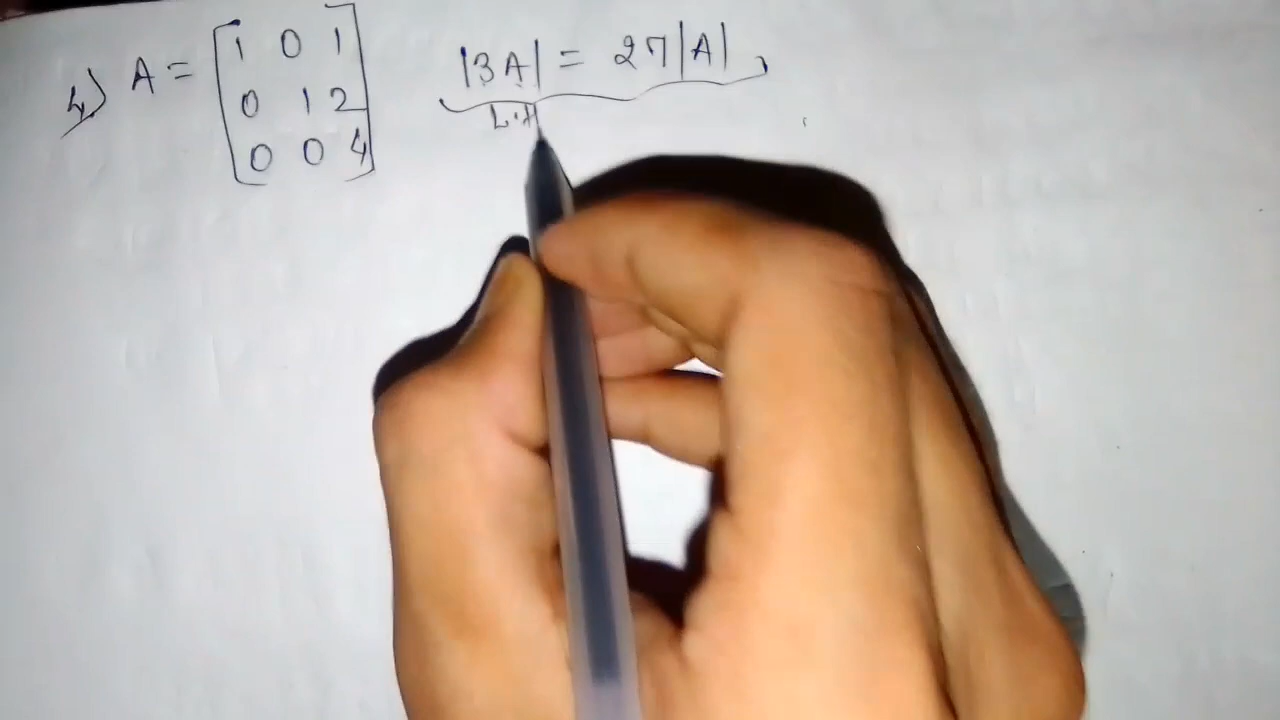 4) A = [1 0 1
0 1 2
0 0 4] |3A| = 27|A|,
L.H